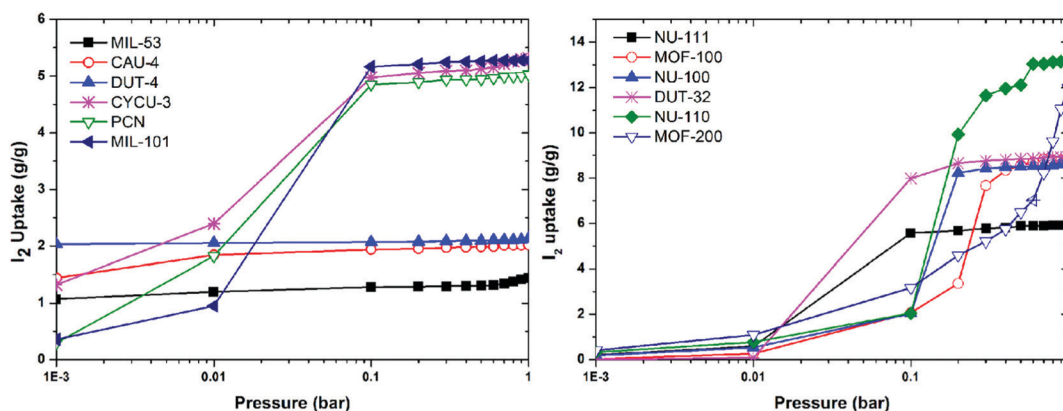 6
5
4
3
2
1
0
I2 Uptake (g/g)
MIL-53
CAU-4
DUT-4
CYCU-3
PCN
MIL-101
1E-3 0.01 0.1 1
Pressure (bar)
14
12
10
8
6
4
2
0
I2 uptake (g/g)
NU-111
MOF-100
NU-100
DUT-32
NU-110
MOF-200
1E-3 0.01 0.1
Pressure (bar)